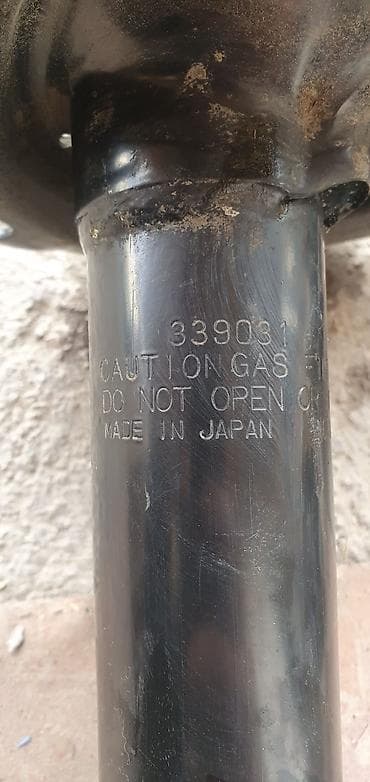 339031
CAUTION GAS
DO NOT OPEN
MADE IN JAPAN